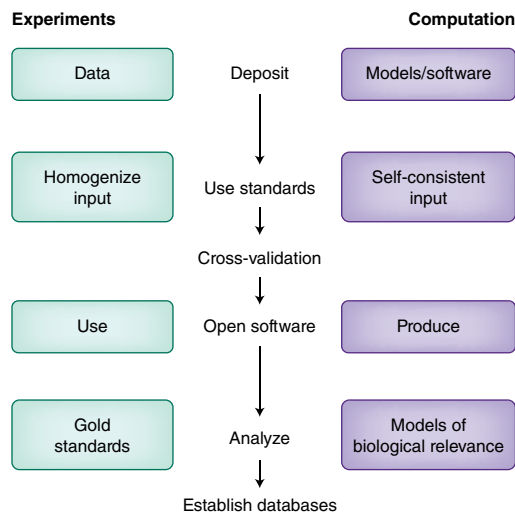 Experiments
Computation
Data
Deposit
Models/software
Homogenize
input
Use standards
Self-consistent
input
Cross-validation
Use
Open software
Produce
Gold
standards
Analyze
Models of
biological relevance
Establish databases